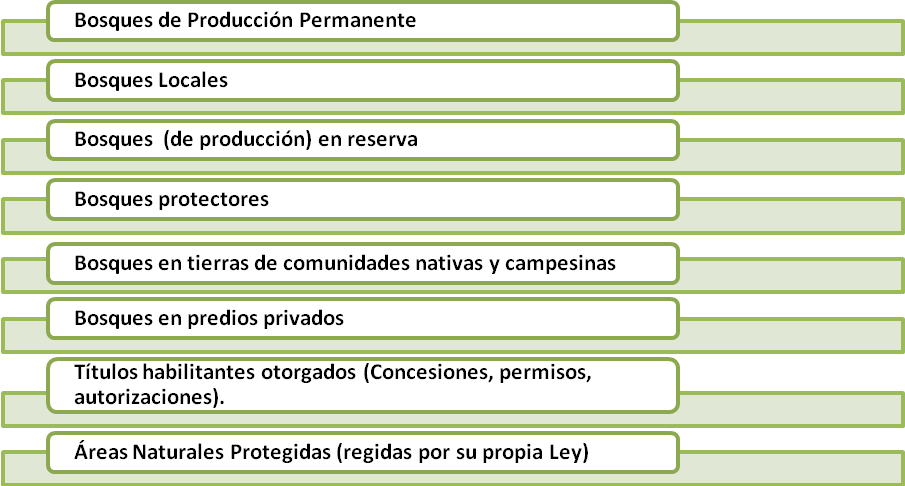 Bosques de Producción Permanente
Bosques Locales
Bosques (de producción) en reserva
Bosques protectores
Bosques en tierras de comunidades nativas y campesinas
Bosques en predios privados
Títulos habilitantes otorgados (Concesiones, permisos,
autorizaciones).
Áreas Naturales Protegidas (regidas por su propia Ley)